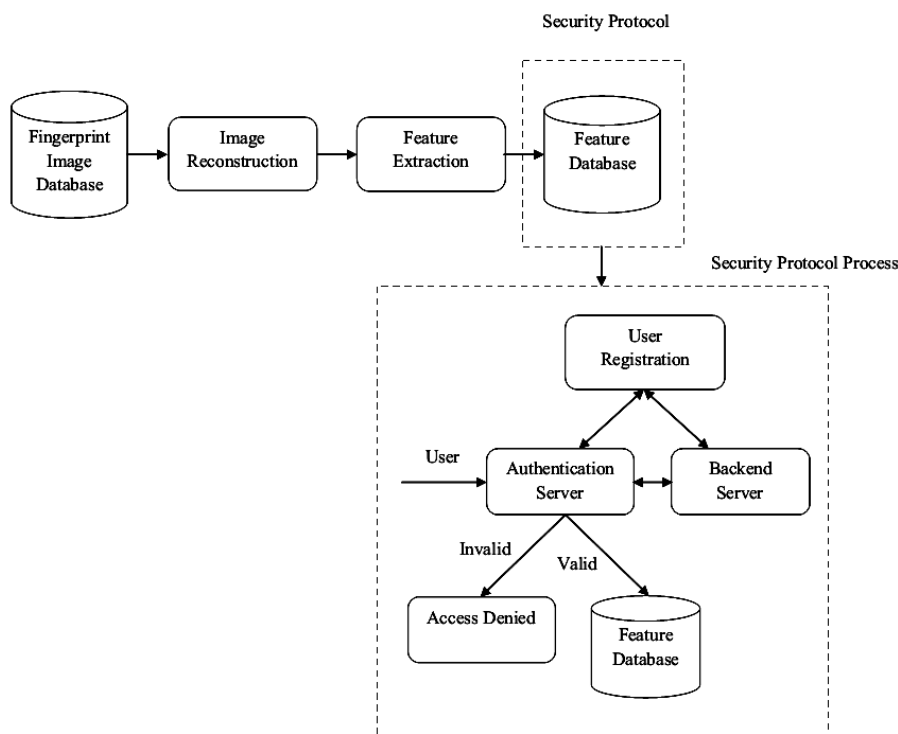 Security Protocol
Fingerprint
Image
Database
Image
Reconstruction
Feature
Extraction
Feature
Database
Security Protocol Process
User
Registration
User
Authentication
Server
Backend
Server
Invalid
Valid
Access Denied
Feature
Database